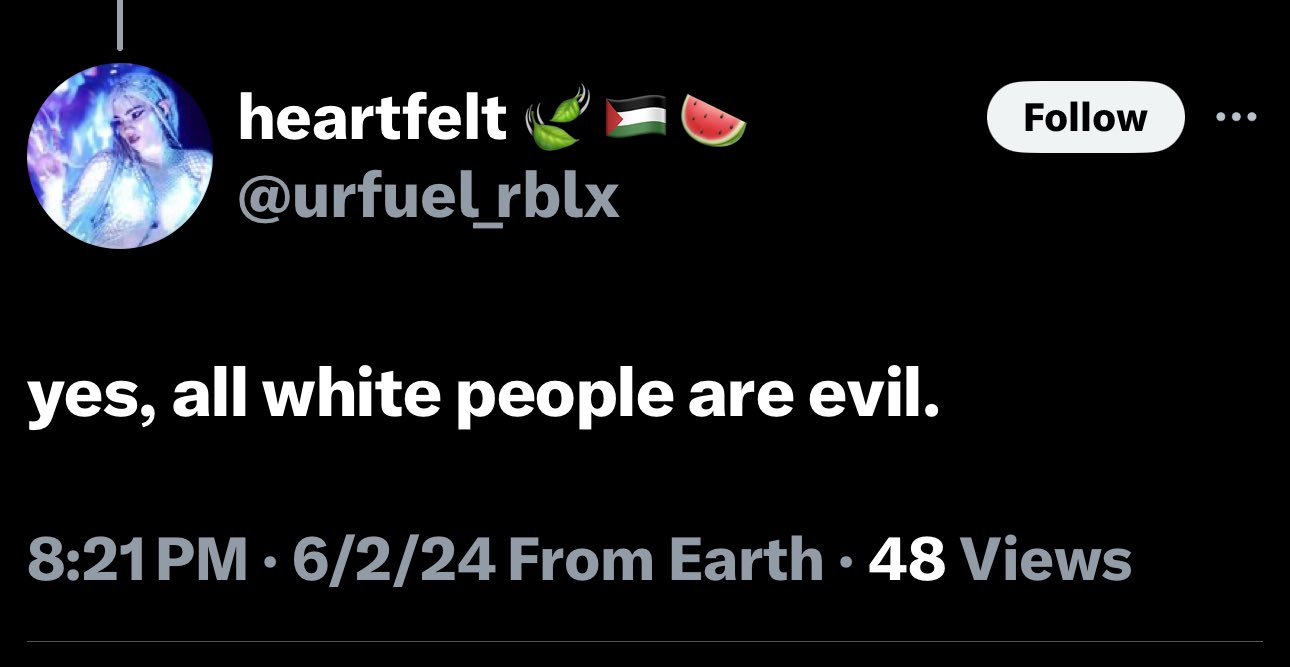 heartfelt 🍃 🇵🇸 🍉
Follow ...
@urfuel_rblx
yes, all white people are evil.
8:21 PM · 6/2/24 From Earth · 48 Views